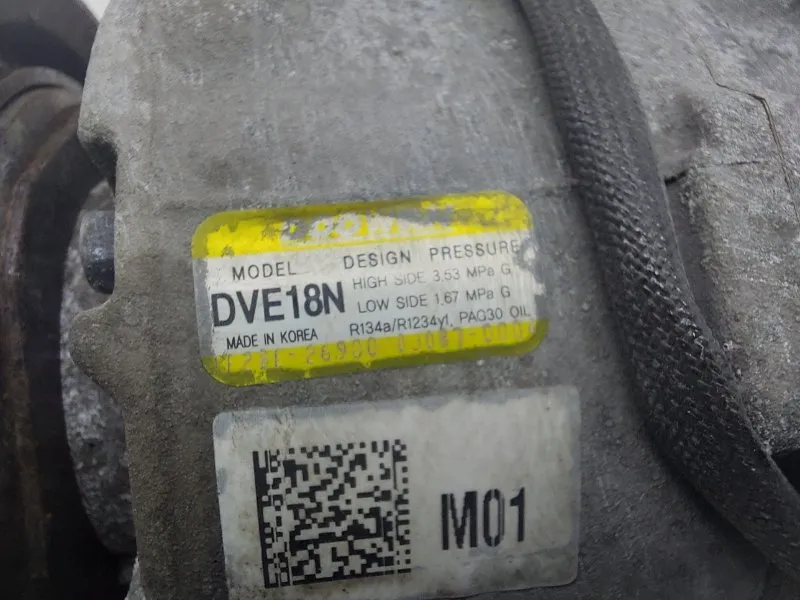 MODEL DESIGN PRESSURE
DVE18N HIGH SIDE 3.53 MPa G
LOW SIDE 1.67 MPa G
MADE IN KOREA R134a/R1234yf, PAG30 OIL
M01